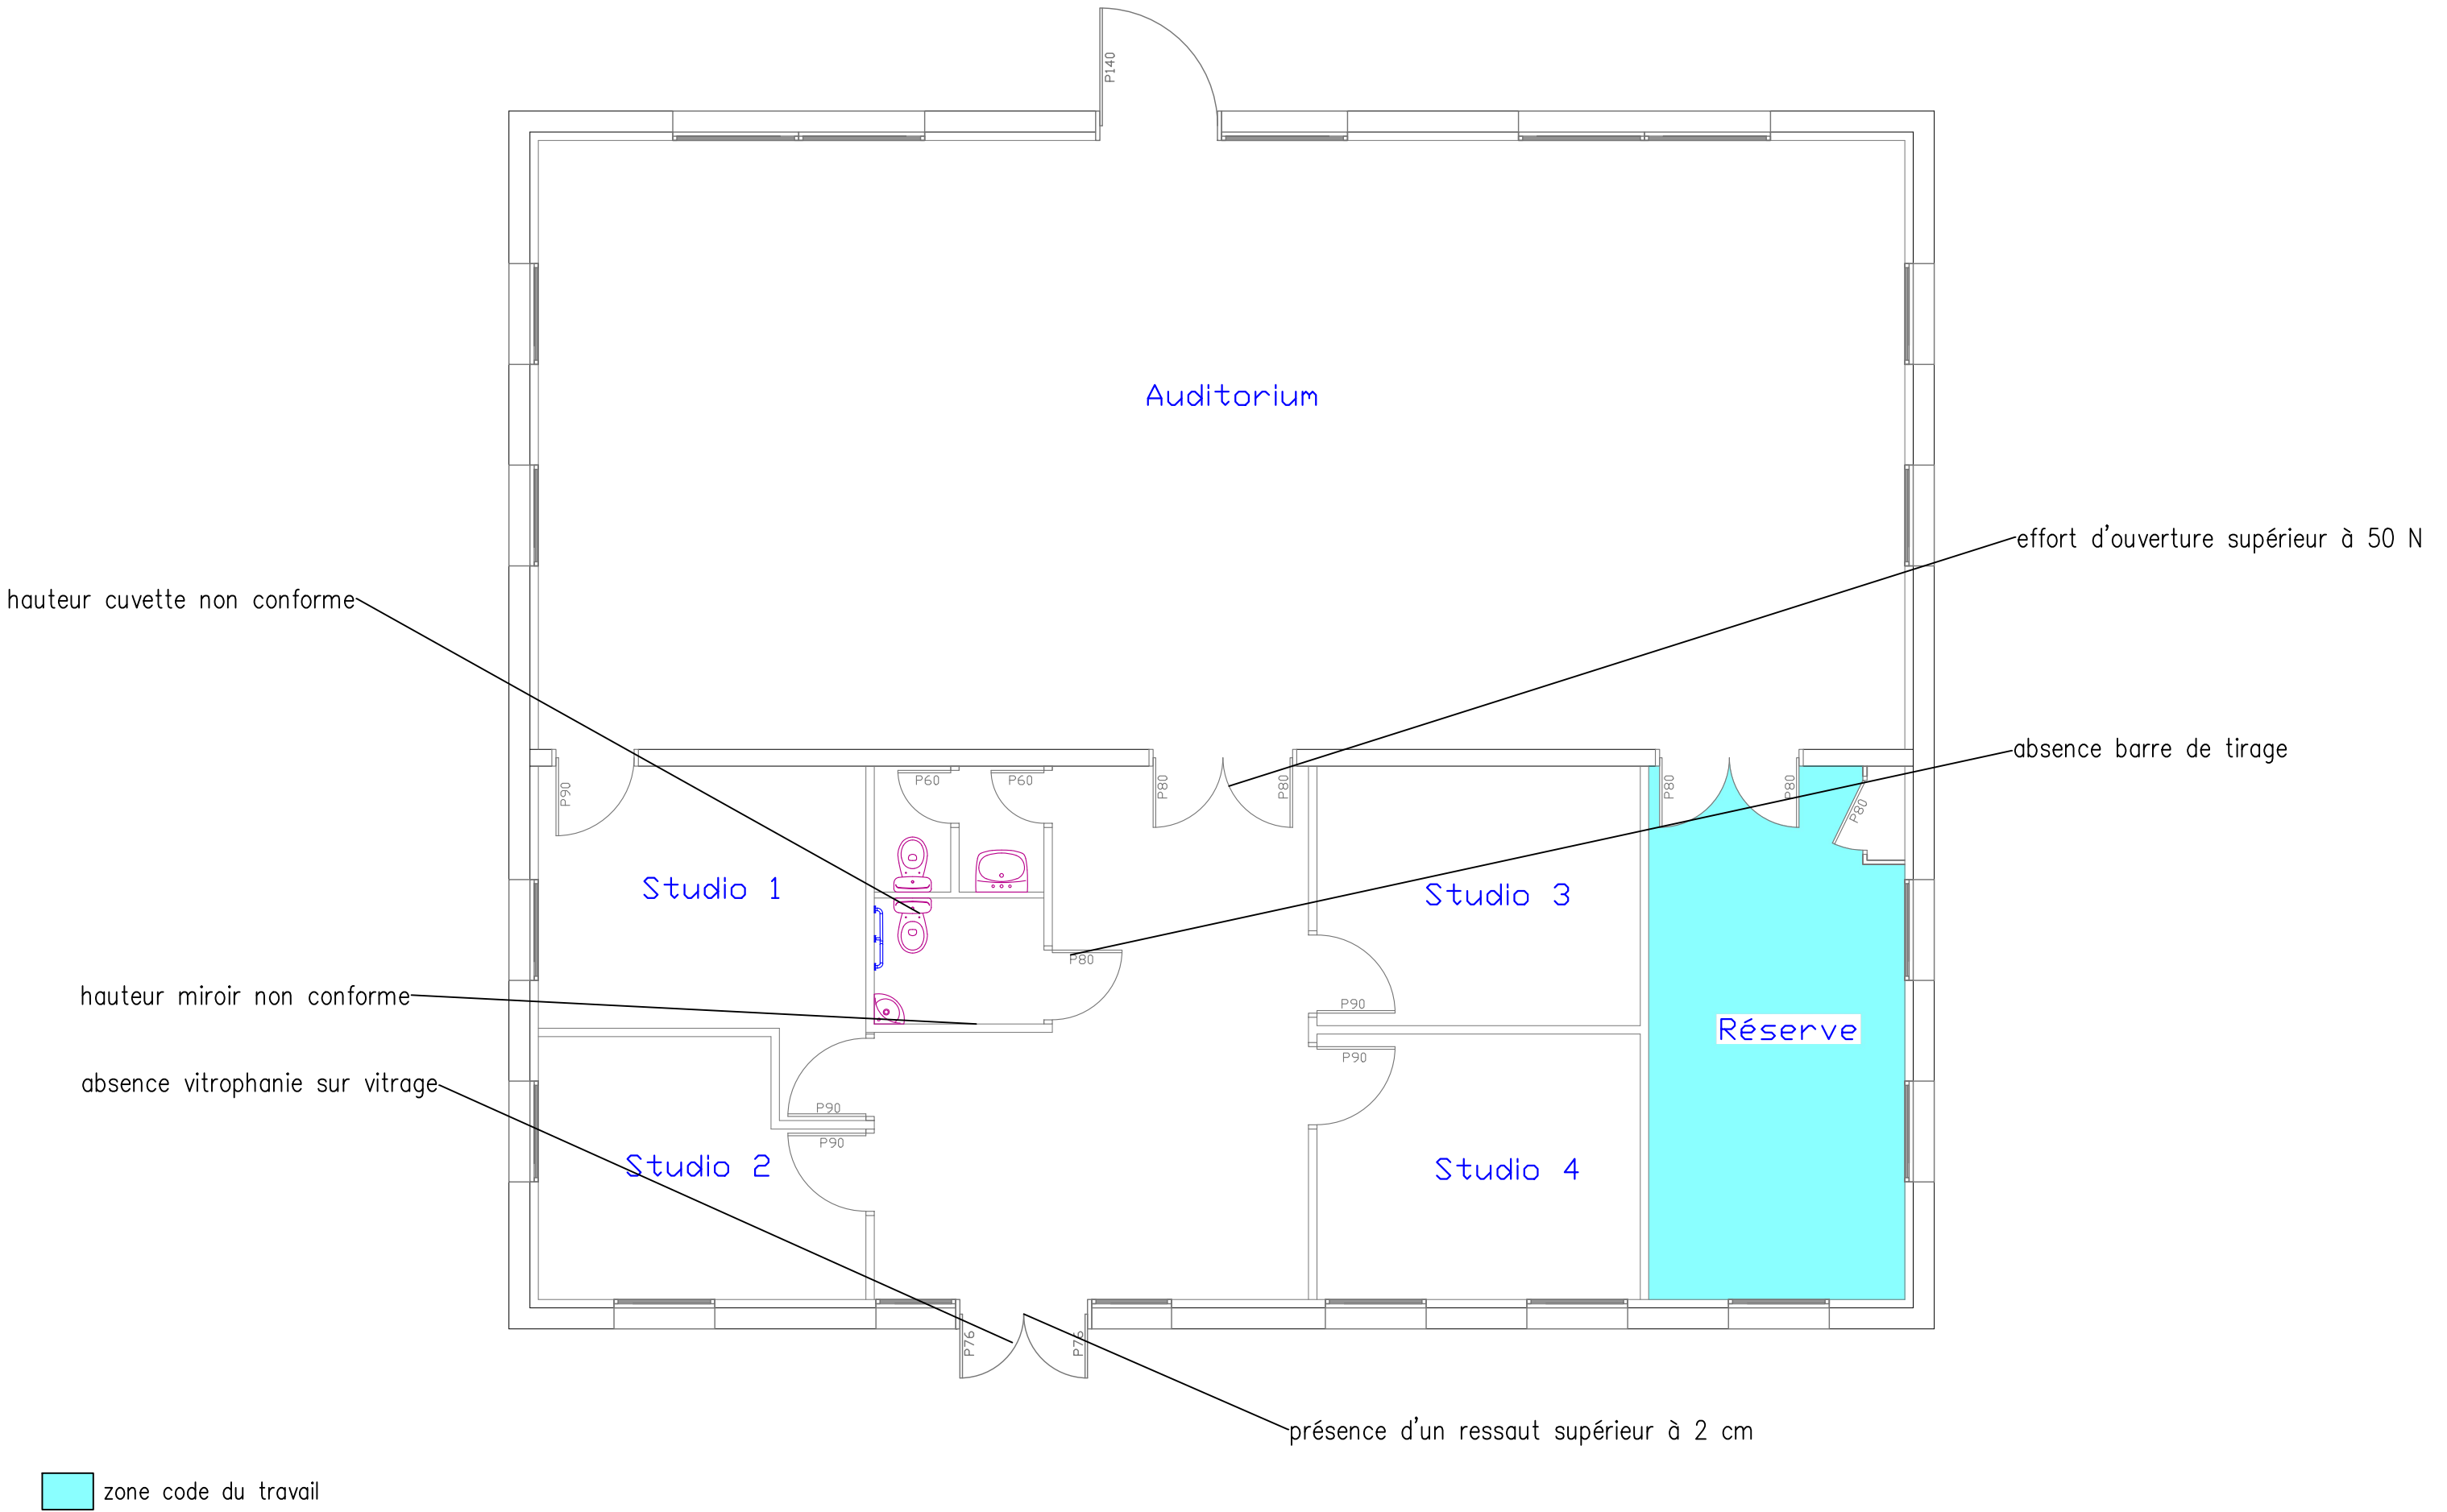 P140
Auditorium
effort d'ouverture supérieur à 50 N
hauteur cuvette non conforme
absence barre de tirage
P90
P60
P60
P80
P80
P80
P80
P80
Studio 1
Studio 3
P80
hauteur miroir non conforme
P90
Réserve
P90
absence vitrophanie sur vitrage
P90
P90
Studio 2
Studio 4
P76
P76
présence d'un ressaut supérieur à 2 cm
zone code du travail